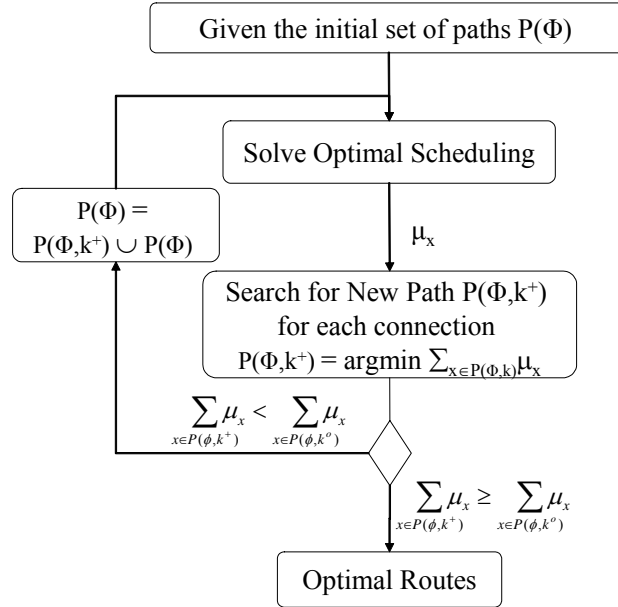 Given the initial set of paths P(Φ)
Solve Optimal Scheduling
P(Φ) =
P(Φ,k⁺) ∪ P(Φ)
μₓ
Search for New Path P(Φ,k⁺)
for each connection
P(Φ,k⁺) = argmin ∑ₓ∈P(Φ,k)μₓ
∑x∈P(ϕ,k⁺) μₓ < ∑x∈P(ϕ,kᵒ) μₓ
∑x∈P(ϕ,k⁺) μₓ ≥ ∑x∈P(ϕ,kᵒ) μₓ
Optimal Routes